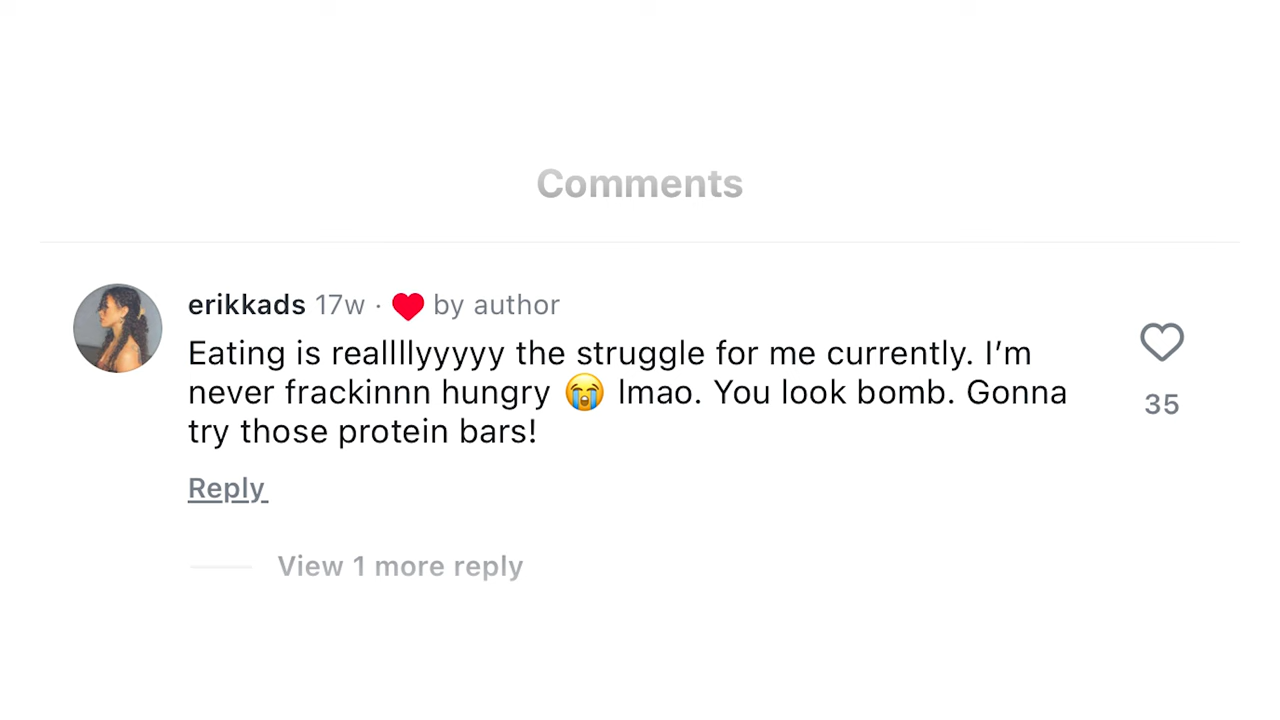 Comments
erikkads 17w · ❤️ by author
Eating is reallllyyyyy the struggle for me currently. I’m
never frackinnn hungry 😭 lmao. You look bomb. Gonna
try those protein bars!
35
Reply
View 1 more reply